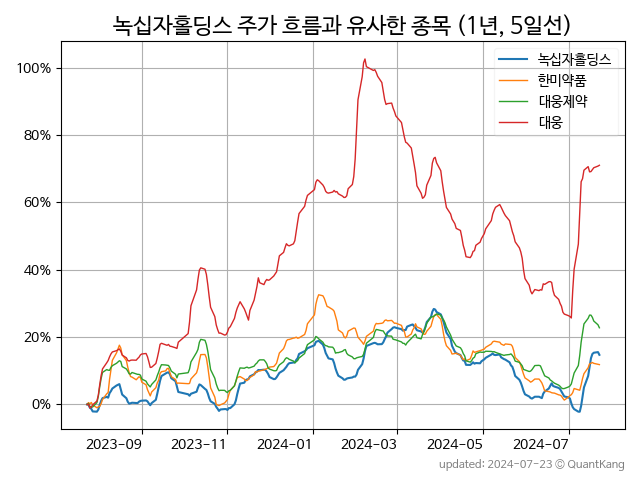 녹십자홀딩스 주가 흐름과 유사한 종목 (1년, 5일선)
녹십자홀딩스
한미약품
대웅제약
대웅
100%
80%
60%
40%
20%
0%
2023-09
2023-11
2024-01
2024-03
2024-05
2024-07
updated: 2024-07-23 © QuantKang